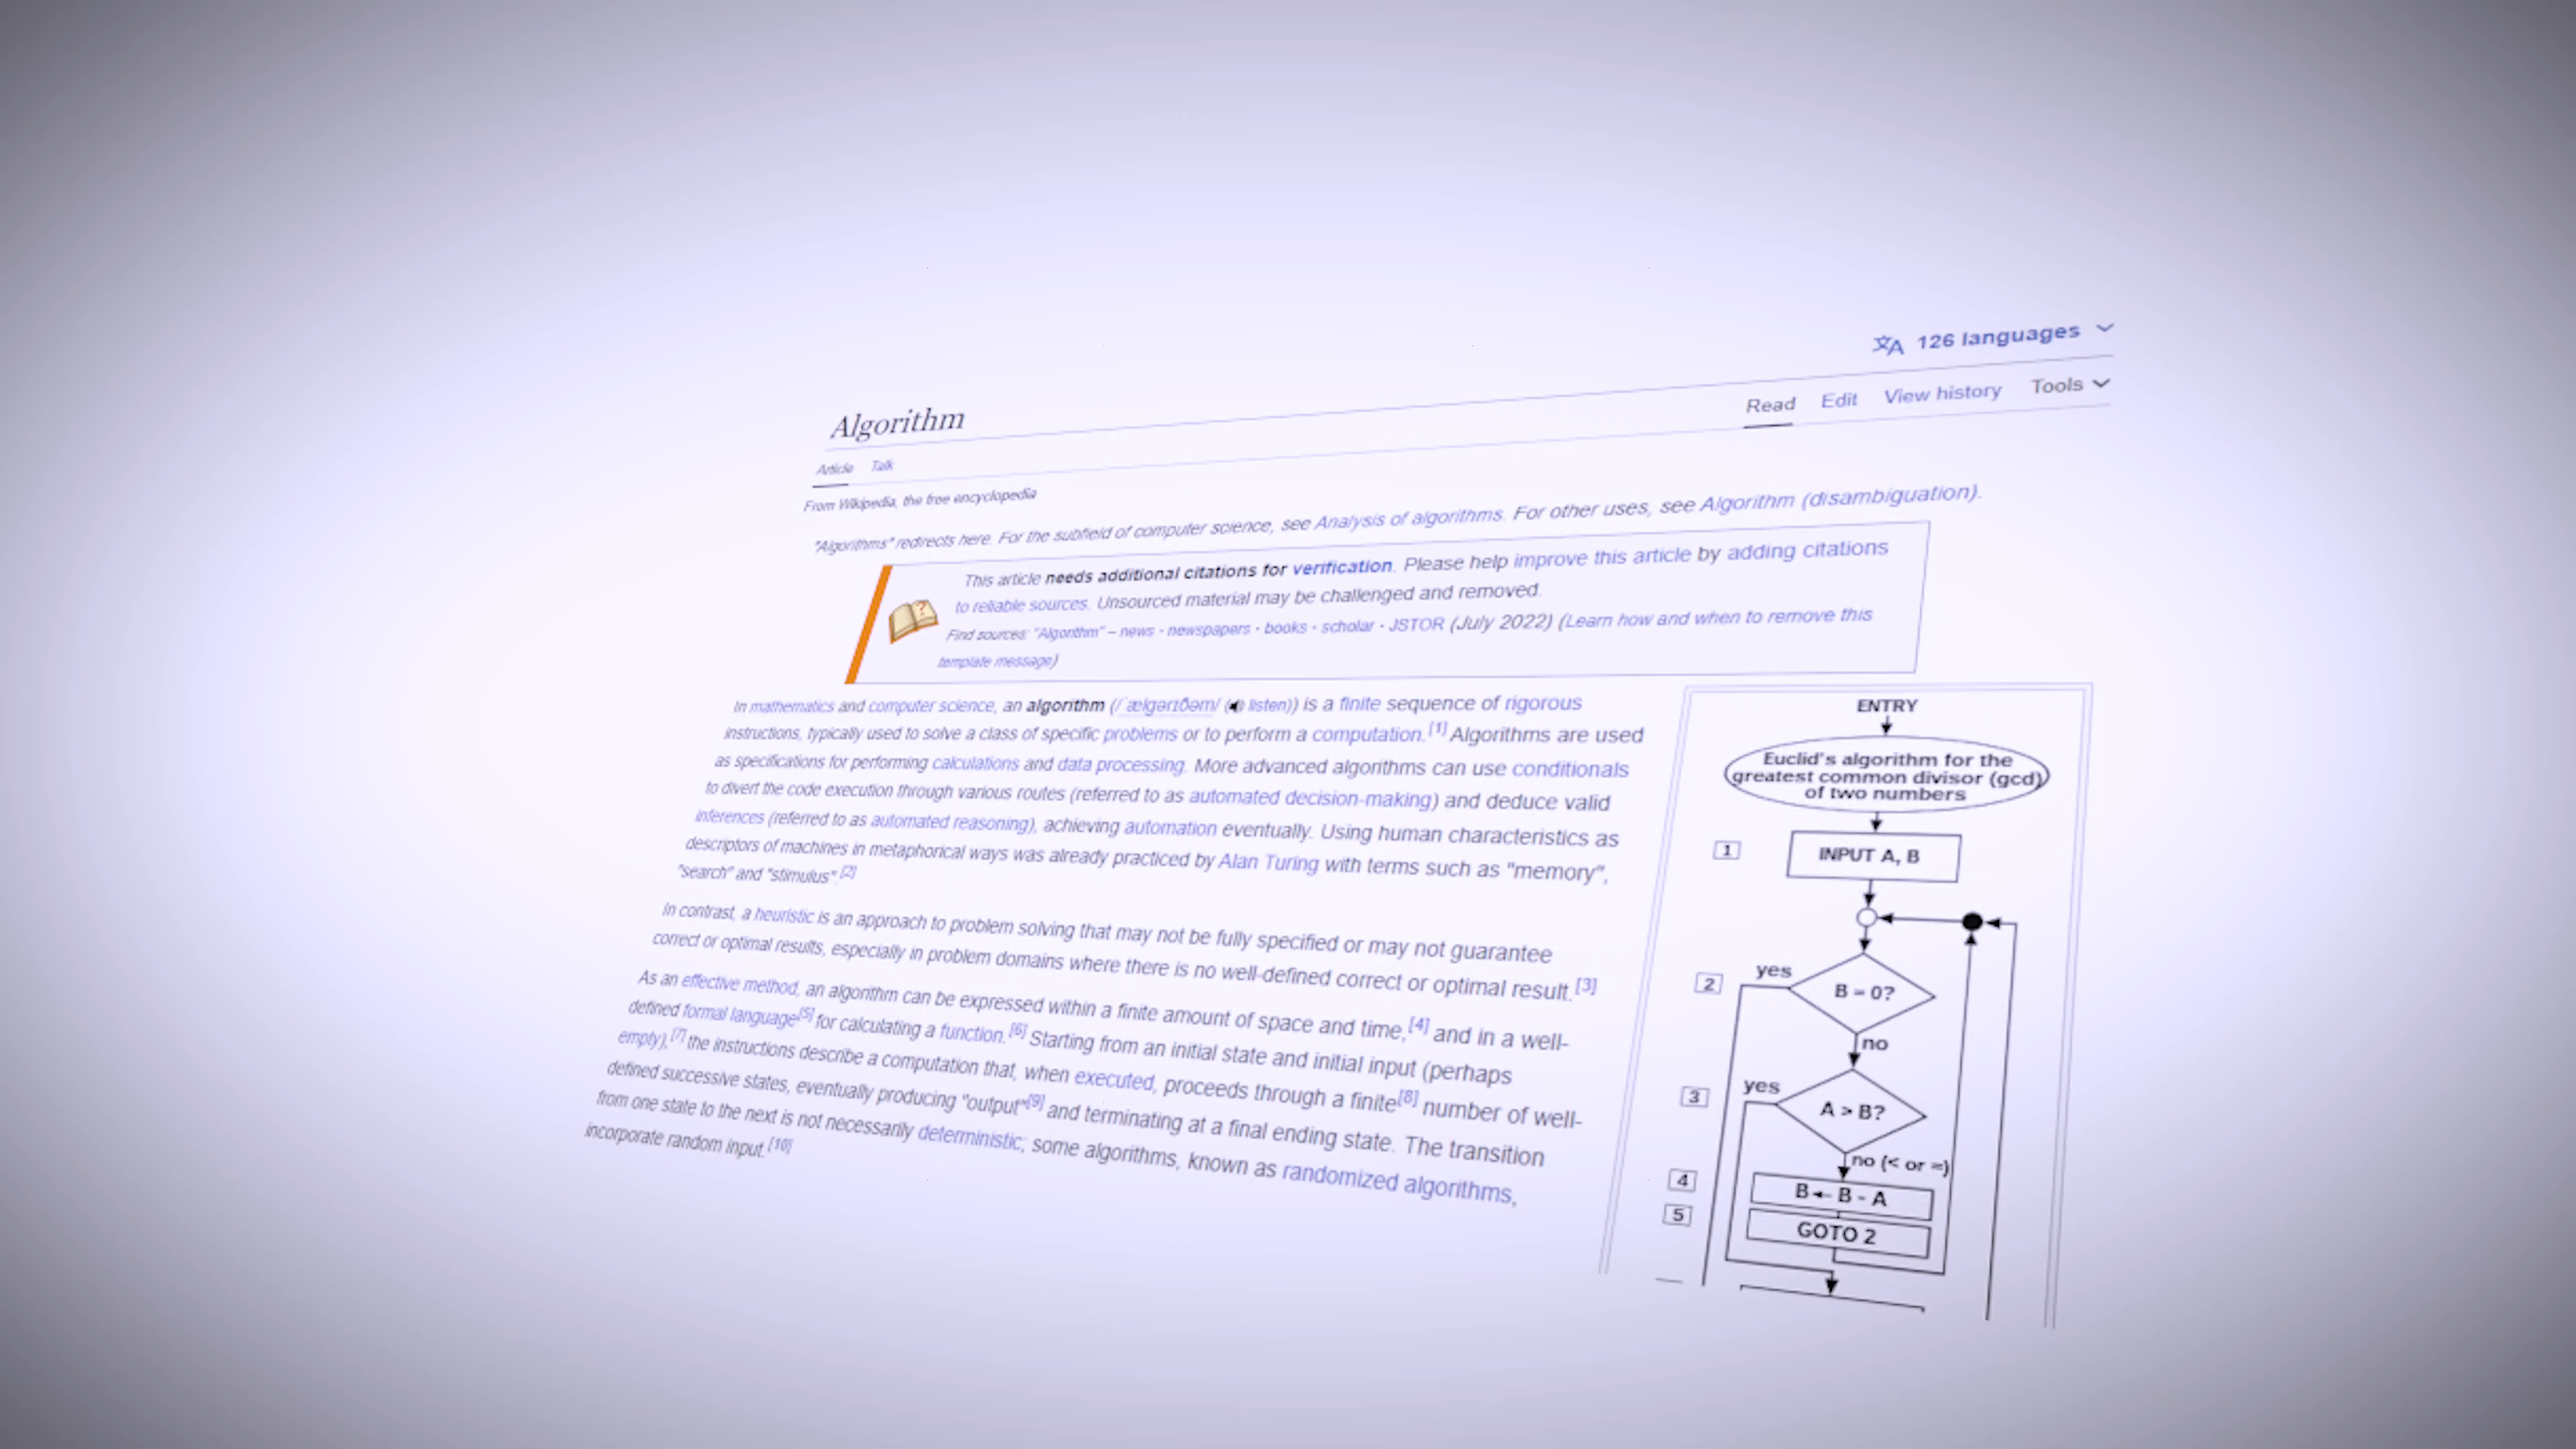 126 languages
Algorithm
Read Edit View history Tools
Article Talk
From Wikipedia, the free encyclopedia
"Algorithms" redirects here. For the subfield of computer science, see Analysis of algorithms. For other uses, see Algorithm (disambiguation).
This article needs additional citations for verification. Please help improve this article by adding citations
to reliable sources. Unsourced material may be challenged and removed.
Find sources: "Algorithm" – news · newspapers · books · scholar · JSTOR (July 2022) (Learn how and when to remove this
template message)
In mathematics and computer science, an algorithm (/ˈælɡərɪðəm/ (listen)) is a finite sequence of rigorous
instructions, typically used to solve a class of specific problems or to perform a computation.[1] Algorithms are used
as specifications for performing calculations and data processing. More advanced algorithms can use conditionals
to divert the code execution through various routes (referred to as automated decision-making) and deduce valid
inferences (referred to as automated reasoning), achieving automation eventually. Using human characteristics as
descriptors of machines in metaphorical ways was already practiced by Alan Turing with terms such as "memory",
"search" and "stimulus".[2]
In contrast, a heuristic is an approach to problem solving that may not be fully specified or may not guarantee
correct or optimal results, especially in problem domains where there is no well-defined correct or optimal result.[3]
As an effective method, an algorithm can be expressed within a finite amount of space and time,[4] and in a well-
defined formal language[5] for calculating a function.[6] Starting from an initial state and initial input (perhaps
empty),[7] the instructions describe a computation that, when executed, proceeds through a finite[8] number of well-
defined successive states, eventually producing "output"[9] and terminating at a final ending state. The transition
from one state to the next is not necessarily deterministic; some algorithms, known as randomized algorithms,
incorporate random input.[10]
ENTRY
Euclid's algorithm for the
greatest common divisor (gcd)
of two numbers
1
INPUT A, B
2
yes
B = 0?
no
3
yes
A > B?
no (< or =)
4
B ← B - A
5
GOTO 2